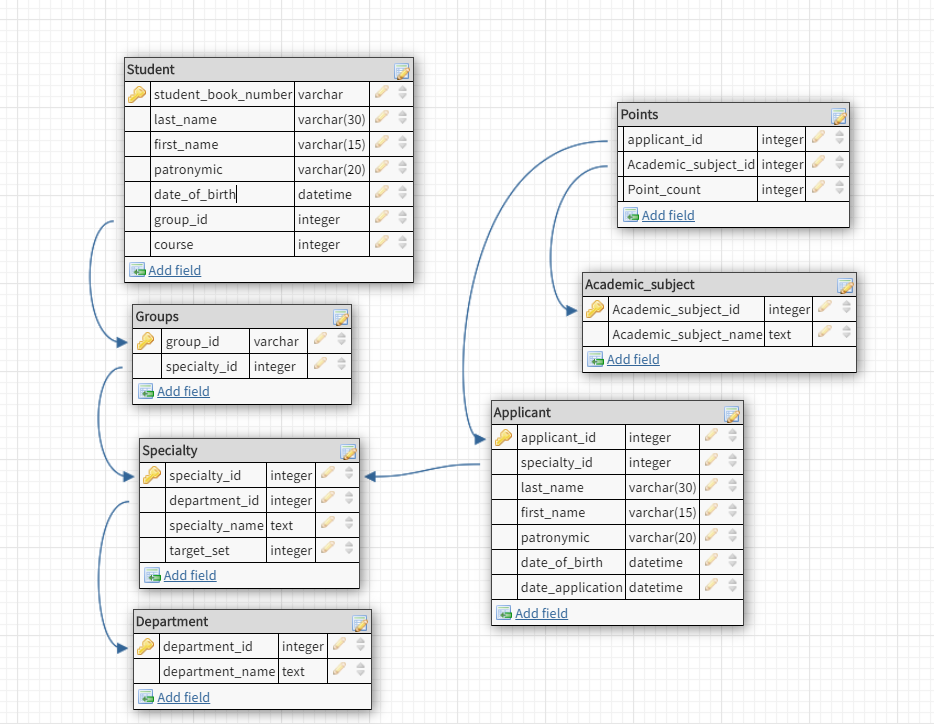 Student
student_book_number varchar
last_name varchar(30)
first_name varchar(15)
patronymic varchar(20)
date_of_birth datetime
group_id integer
course integer
Add field
Groups
group_id varchar
specialty_id integer
Add field
Specialty
specialty_id integer
department_id integer
specialty_name text
target_set integer
Add field
Department
department_id integer
department_name text
Add field
Points
applicant_id integer
Academic_subject_id integer
Point_count integer
Add field
Academic_subject
Academic_subject_id integer
Academic_subject_name text
Add field
Applicant
applicant_id integer
specialty_id integer
last_name varchar(30)
first_name varchar(15)
patronymic varchar(20)
date_of_birth datetime
date_application datetime
Add field